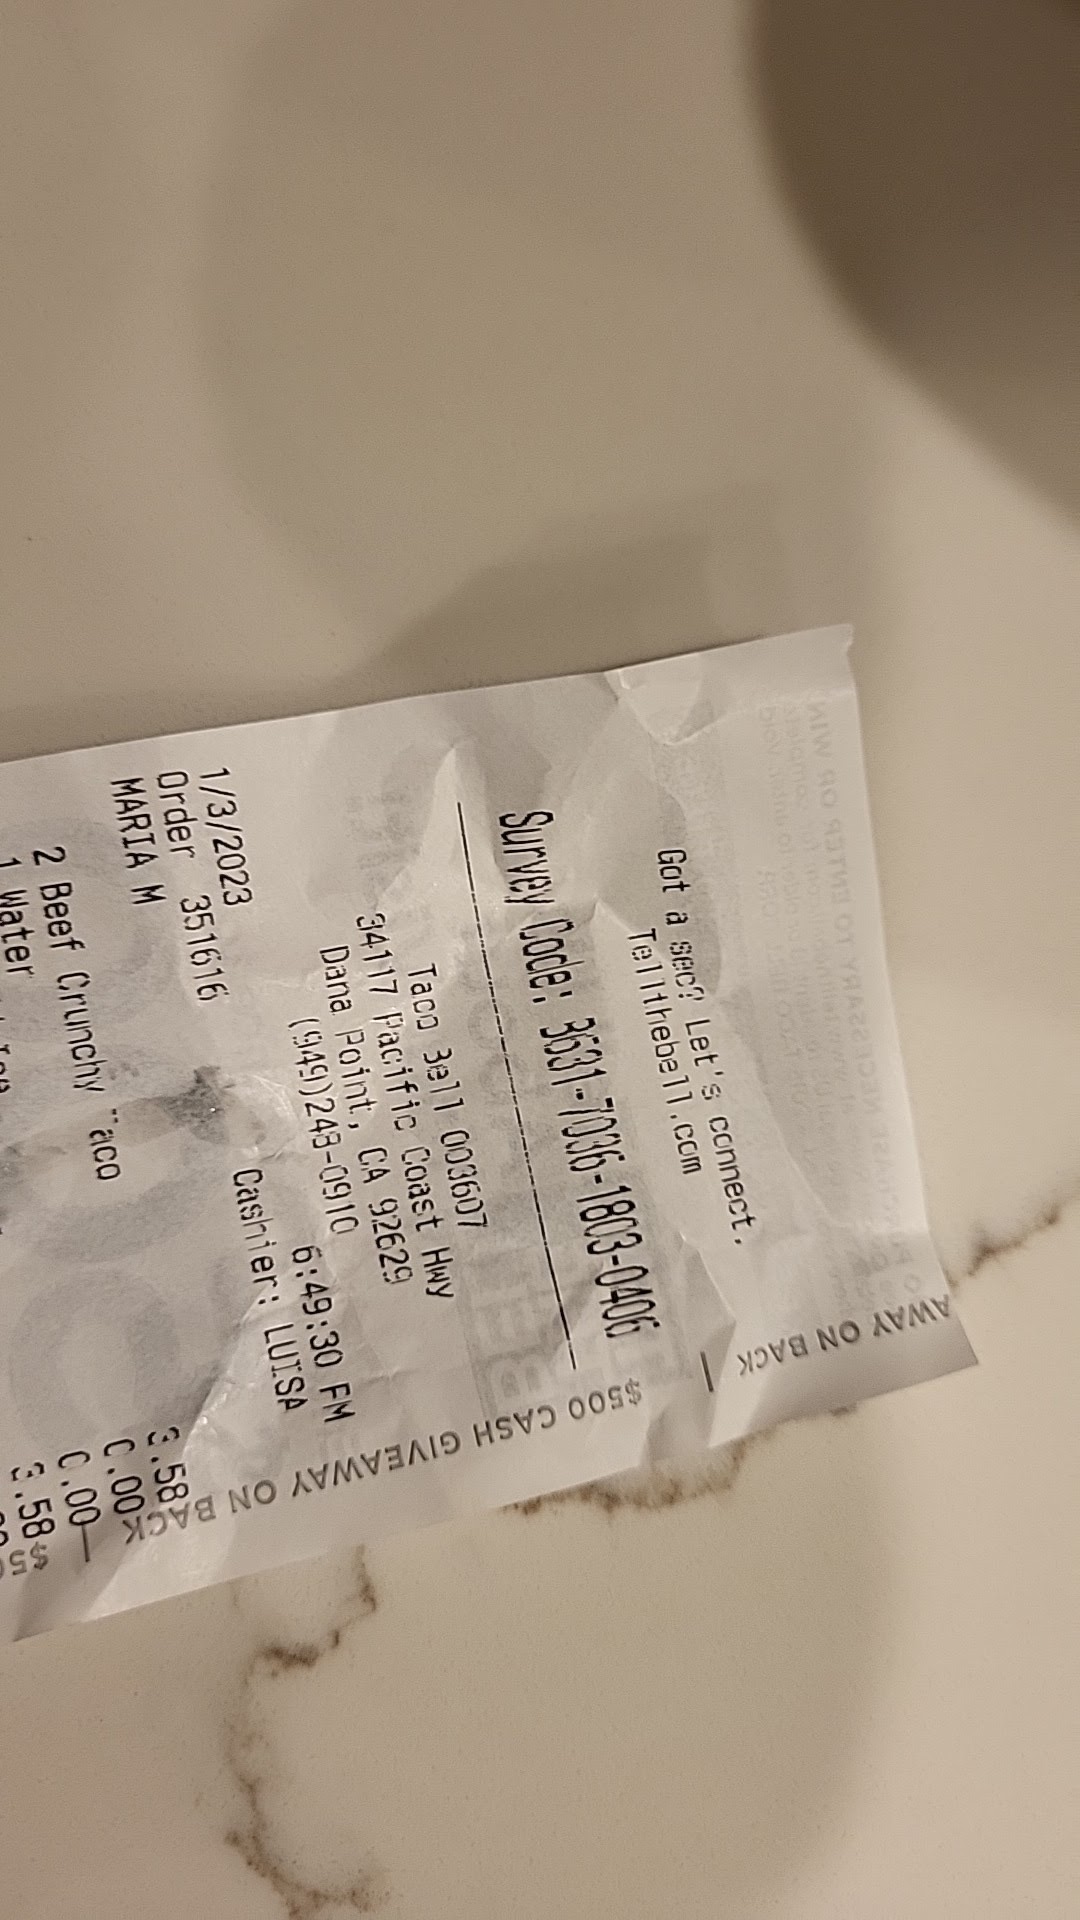 Got a sec? Let's connect.
Tellthebell.com
Survey Code: 3631-7036-1803-0406
Taco Bell 003607
34117 Pacific Coast Hwy
Dana Point, CA 92629
(949)248-0910
1/3/2023 6:49:30 PM
Order 351616 Cashier: LUISA
MARIA M
2 Beef Crunchy Taco 3.58
1 Water 0.00
0.00
3.58
$500 CASH GIVEAWAY ON BACK
AWAY ON BACK